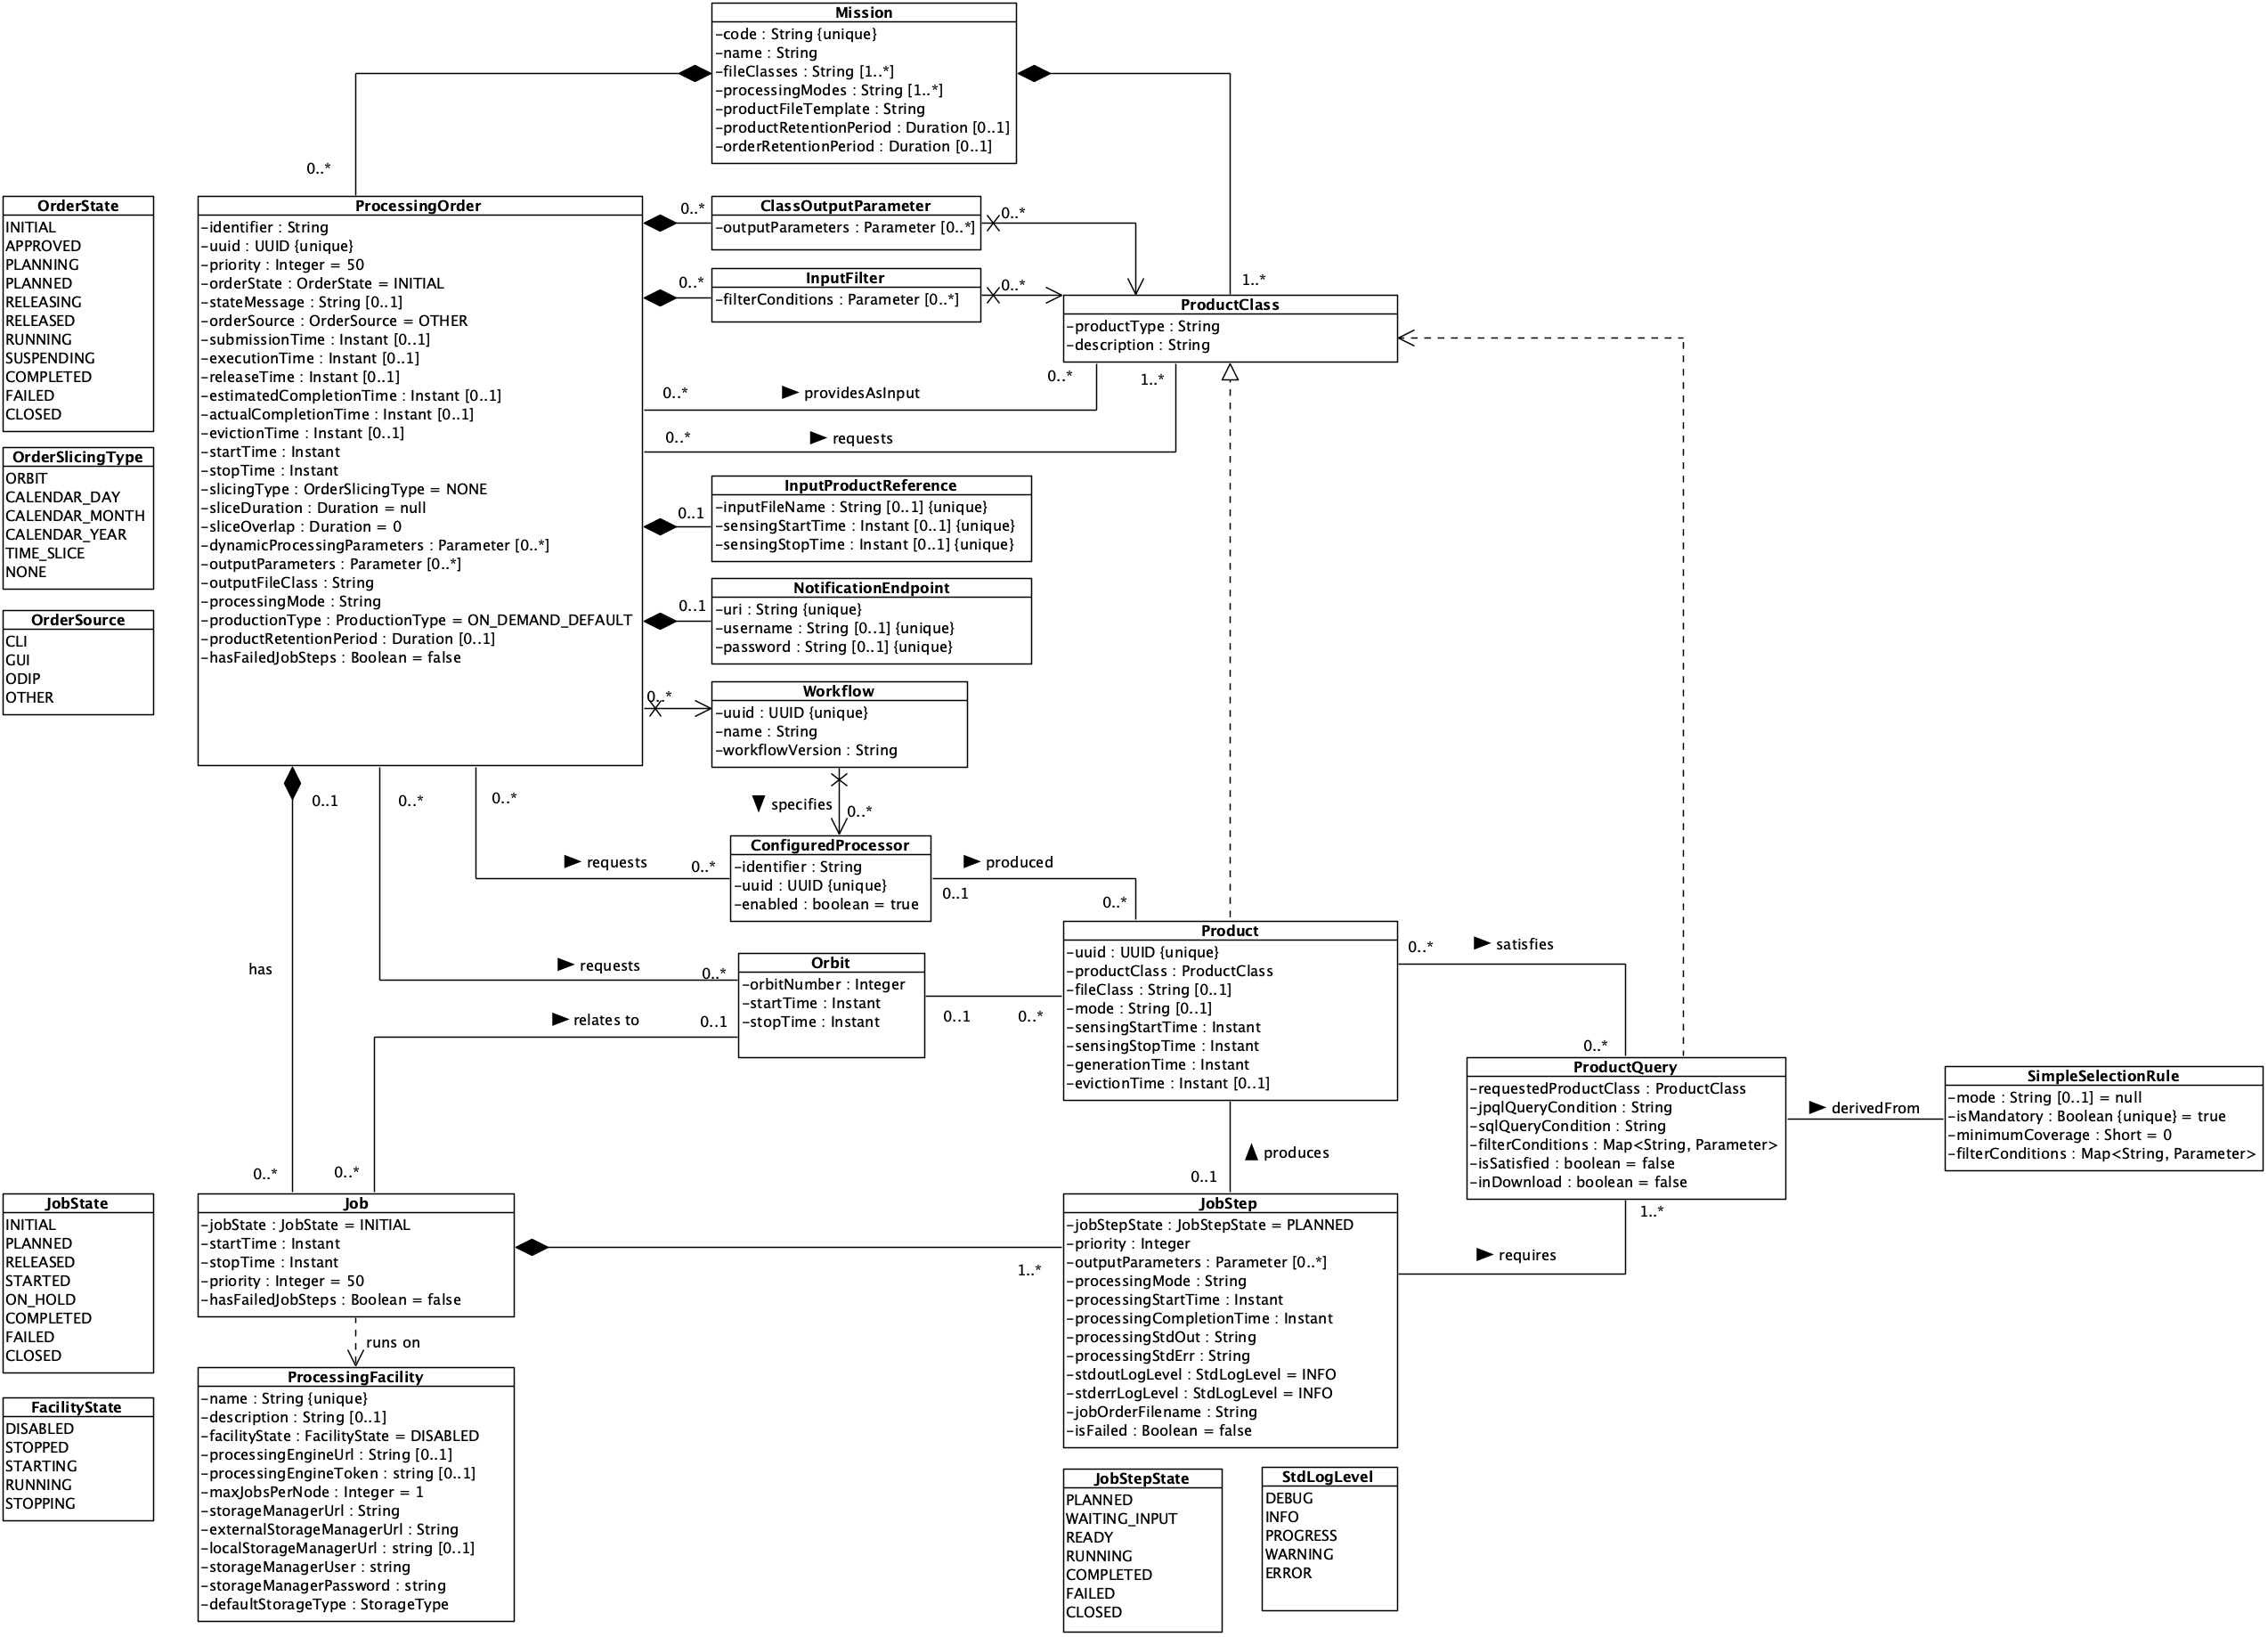 Mission
-code : String {unique}
-name : String
-fileClasses : String [1..*]
-processingModes : String [1..*]
-productFileTemplate : String
-productRetentionPeriod : Duration [0..1]
-orderRetentionPeriod : Duration [0..1]
0..*
1..*
OrderState
INITIAL
APPROVED
PLANNING
PLANNED
RELEASING
RELEASED
RUNNING
SUSPENDING
COMPLETED
FAILED
CLOSED
OrderSlicingType
ORBIT
CALENDAR_DAY
CALENDAR_MONTH
CALENDAR_YEAR
TIME_SLICE
NONE
OrderSource
CLI
GUI
ODIP
OTHER
ProcessingOrder
-identifier : String
-uuid : UUID {unique}
-priority : Integer = 50
-orderState : OrderState = INITIAL
-stateMessage : String [0..1]
-orderSource : OrderSource = OTHER
-submissionTime : Instant [0..1]
-executionTime : Instant [0..1]
-releaseTime : Instant [0..1]
-estimatedCompletionTime : Instant [0..1]
-actualCompletionTime : Instant [0..1]
-evictionTime : Instant [0..1]
-startTime : Instant
-stopTime : Instant
-slicingType : OrderSlicingType = NONE
-sliceDuration : Duration = null
-sliceOverlap : Duration = 0
-dynamicProcessingParameters : Parameter [0..*]
-outputParameters : Parameter [0..*]
-outputFileClass : String
-processingMode : String
-productionType : ProductionType = ON_DEMAND_DEFAULT
-productRetentionPeriod : Duration [0..1]
-hasFailedJobSteps : Boolean = false
0..*
ClassOutputParameter
-outputParameters : Parameter [0..*]
0..*
0..*
InputFilter
-filterConditions : Parameter [0..*]
0..*
ProductClass
-productType : String
-description : String
0..*
providesAsInput
0..*
0..*
requests
1..*
0..1
InputProductReference
-inputFileName : String [0..1] {unique}
-sensingStartTime : Instant [0..1] {unique}
-sensingStopTime : Instant [0..1] {unique}
0..1
NotificationEndpoint
-uri : String {unique}
-username : String [0..1] {unique}
-password : String [0..1] {unique}
0..*
Workflow
-uuid : UUID {unique}
-name : String
-workflowVersion : String
specifies
0..*
0..1
0..*
0..*
requests
0..*
ConfiguredProcessor
-identifier : String
-uuid : UUID {unique}
-enabled : boolean = true
produced
0..1
0..*
has
requests
0..*
relates to
0..1
Orbit
-orbitNumber : Integer
-startTime : Instant
-stopTime : Instant
0..1
0..*
Product
-uuid : UUID {unique}
-productClass : ProductClass
-fileClass : String [0..1]
-mode : String [0..1]
-sensingStartTime : Instant
-sensingStopTime : Instant
-generationTime : Instant
-evictionTime : Instant [0..1]
0..*
satisfies
0..*
ProductQuery
-requestedProductClass : ProductClass
-jpqlQueryCondition : String
-sqlQueryCondition : String
-filterConditions : Map<String, Parameter>
-isSatisfied : boolean = false
-inDownload : boolean = false
derivedFrom
SimpleSelectionRule
-mode : String [0..1] = null
-isMandatory : Boolean {unique} = true
-minimumCoverage : Short = 0
-filterConditions : Map<String, Parameter>
0..*
0..*
produces
0..1
1..*
requires
JobState
INITIAL
PLANNED
RELEASED
STARTED
ON_HOLD
COMPLETED
FAILED
CLOSED
Job
-jobState : JobState = INITIAL
-startTime : Instant
-stopTime : Instant
-priority : Integer = 50
-hasFailedJobSteps : Boolean = false
1..*
JobStep
-jobStepState : JobStepState = PLANNED
-priority : Integer
-outputParameters : Parameter [0..*]
-processingMode : String
-processingStartTime : Instant
-processingCompletionTime : Instant
-processingStdOut : String
-processingStdErr : String
-stdoutLogLevel : StdLogLevel = INFO
-stderrLogLevel : StdLogLevel = INFO
-jobOrderFilename : String
-isFailed : Boolean = false
runs on
FacilityState
DISABLED
STOPPED
STARTING
RUNNING
STOPPING
ProcessingFacility
-name : String {unique}
-description : String [0..1]
-facilityState : FacilityState = DISABLED
-processingEngineUrl : String [0..1]
-processingEngineToken : string [0..1]
-maxJobsPerNode : Integer = 1
-storageManagerUrl : String
-externalStorageManagerUrl : String
-localStorageManagerUrl : string [0..1]
-storageManagerUser : string
-storageManagerPassword : string
-defaultStorageType : StorageType
JobStepState
PLANNED
WAITING_INPUT
READY
RUNNING
COMPLETED
FAILED
CLOSED
StdLogLevel
DEBUG
INFO
PROGRESS
WARNING
ERROR